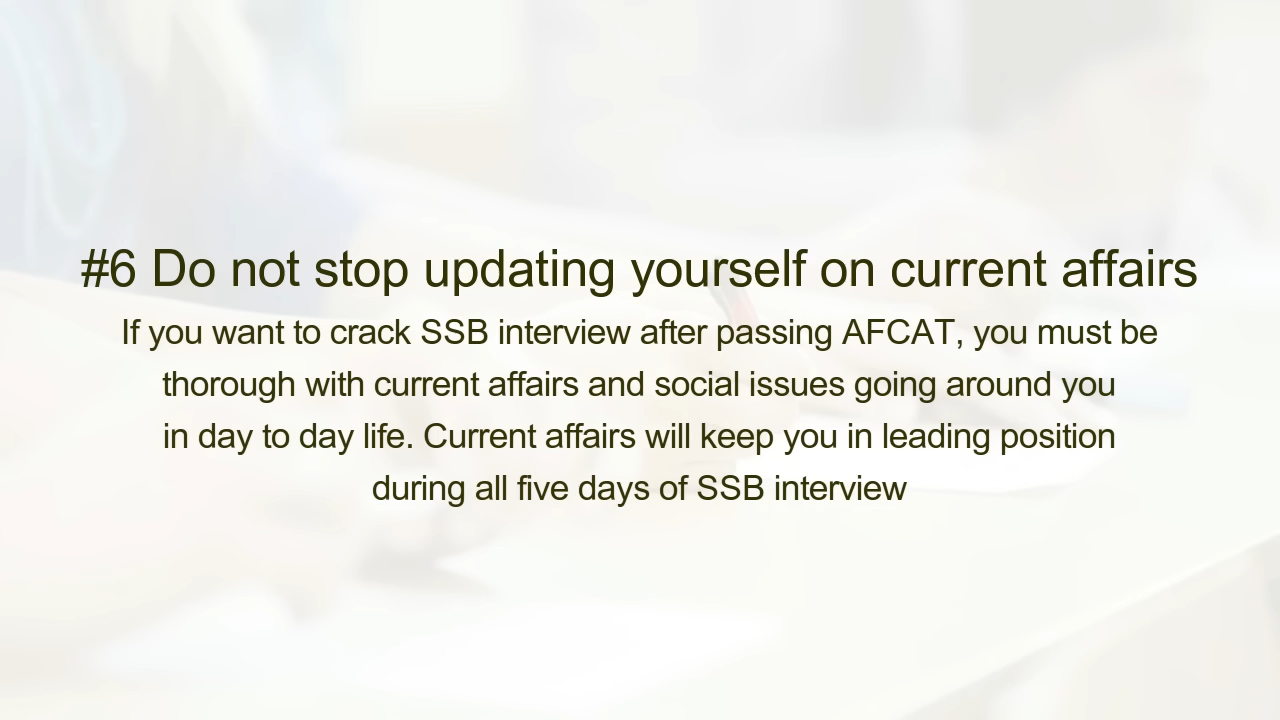 #6 Do not stop updating yourself on current affairs
If you want to crack SSB interview after passing AFCAT, you must be
thorough with current affairs and social issues going around you
in day to day life. Current affairs will keep you in leading position
during all five days of SSB interview